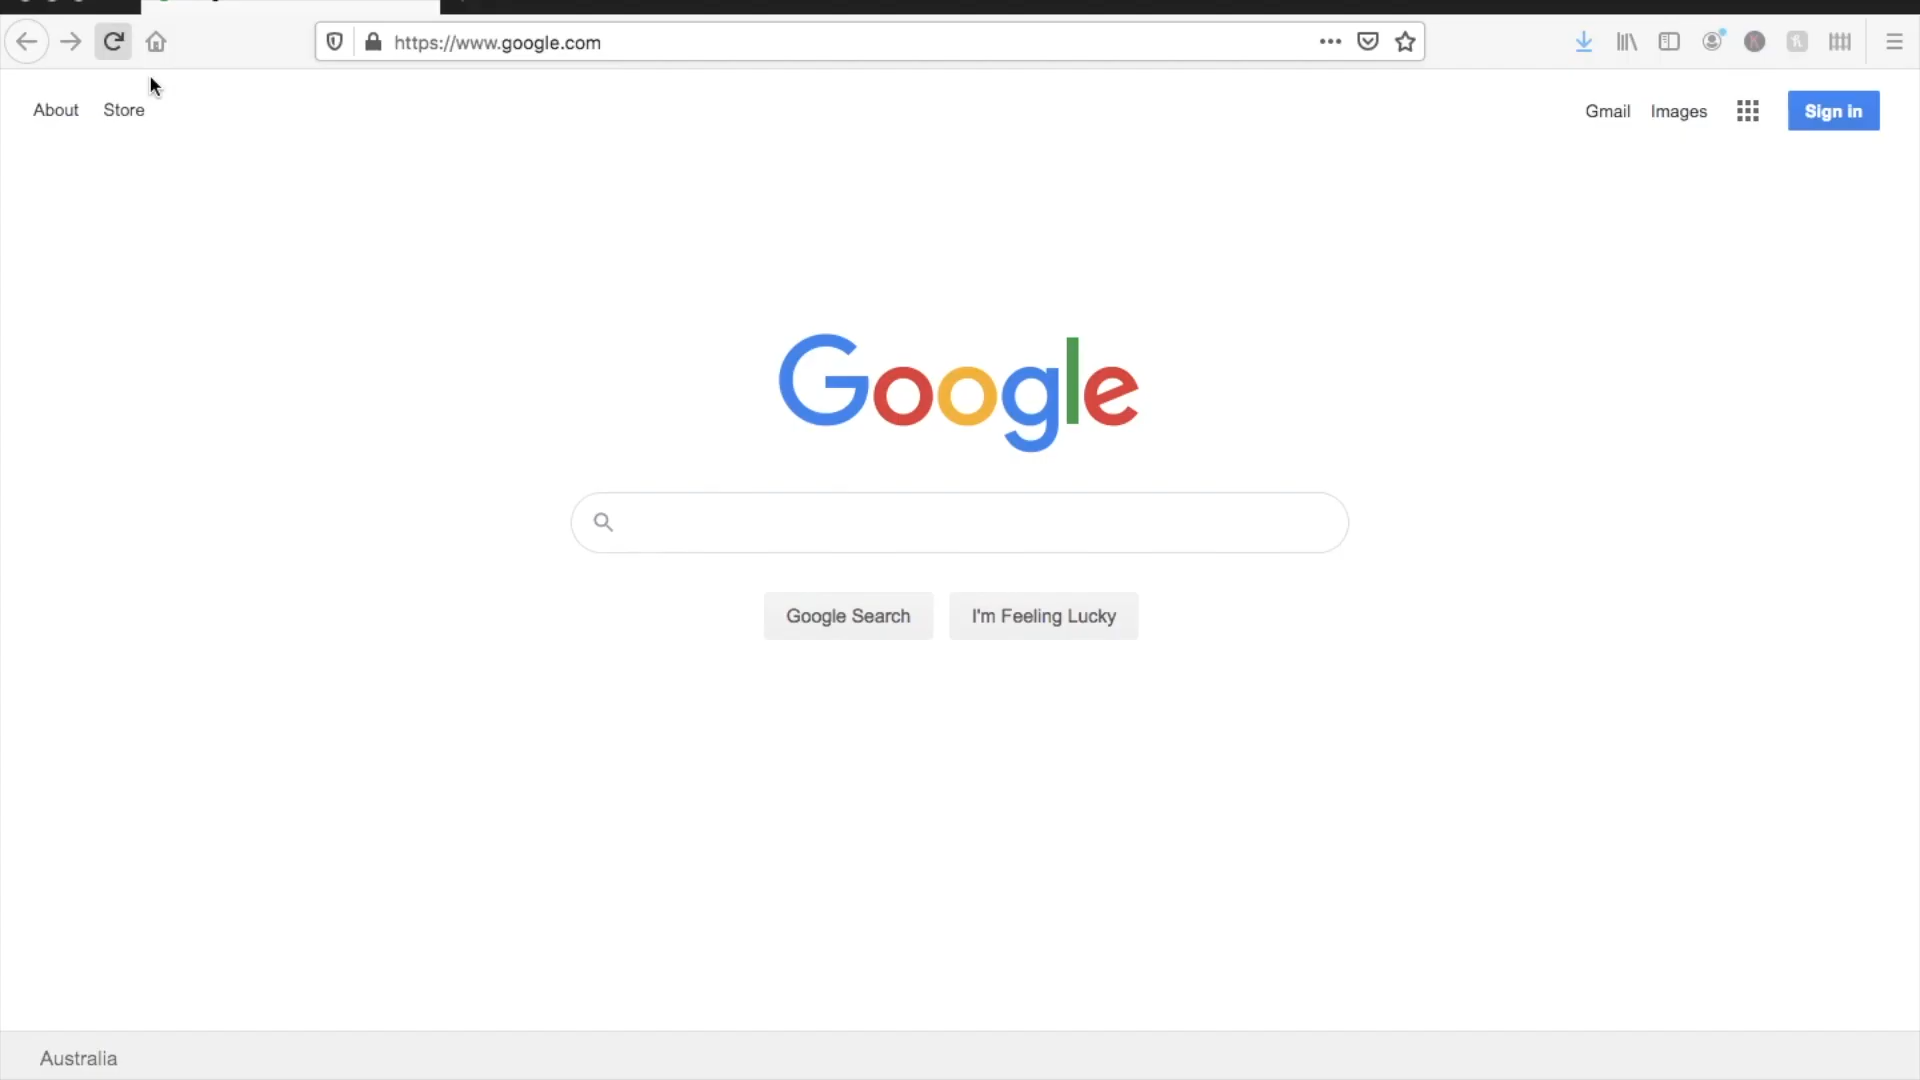 https://www.google.com
About Store
Gmail Images Sign in
Google
Google Search I'm Feeling Lucky
Australia